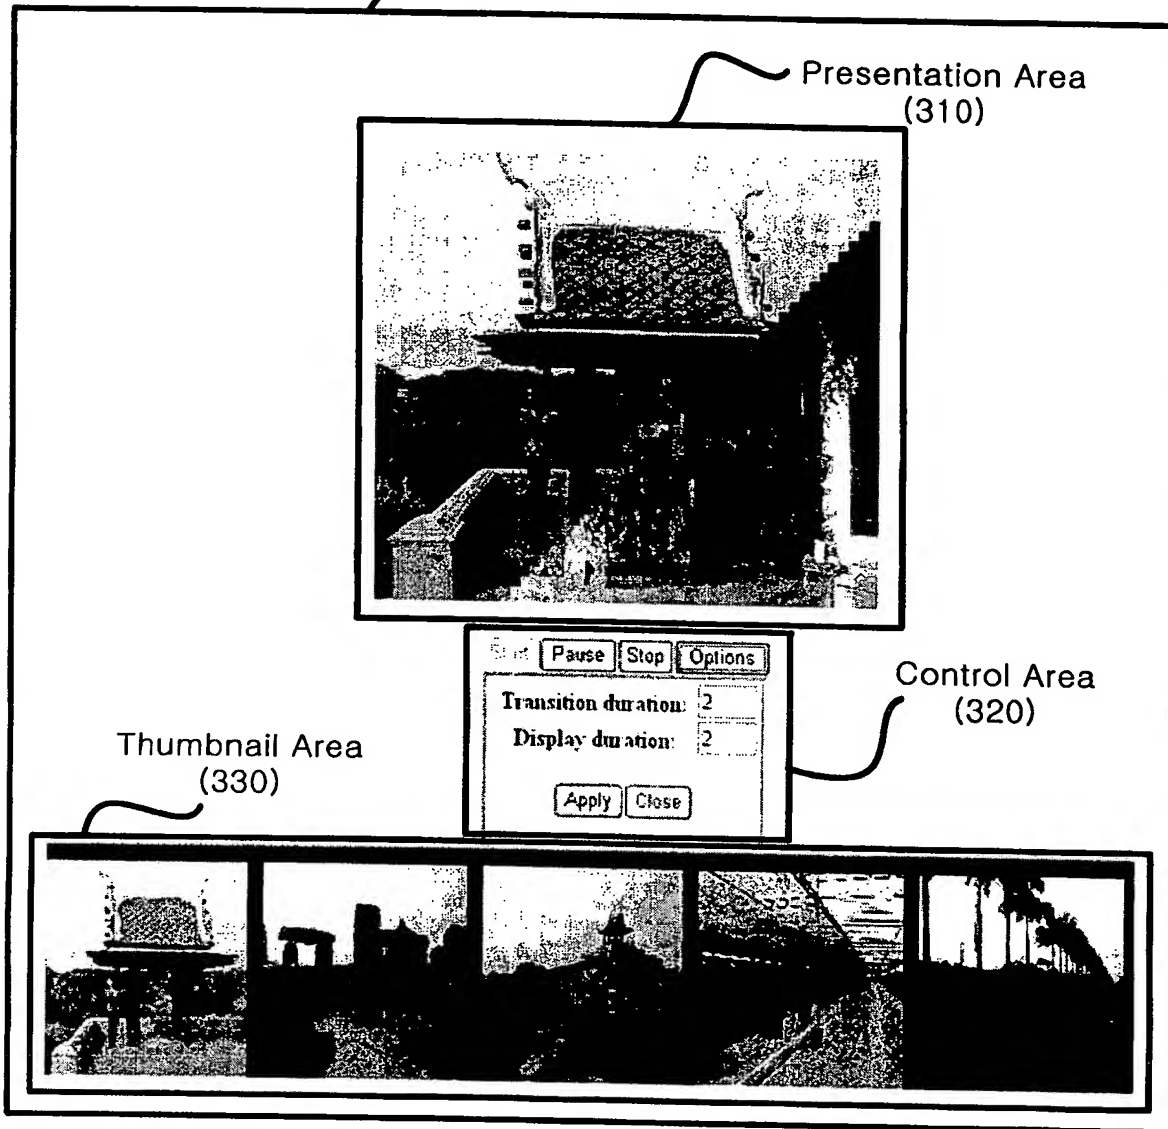 Presentation Area
(310)
Start Pause Stop Options
Transition duration: 2
Display duration: 2
Apply Close
Control Area
(320)
Thumbnail Area
(330)